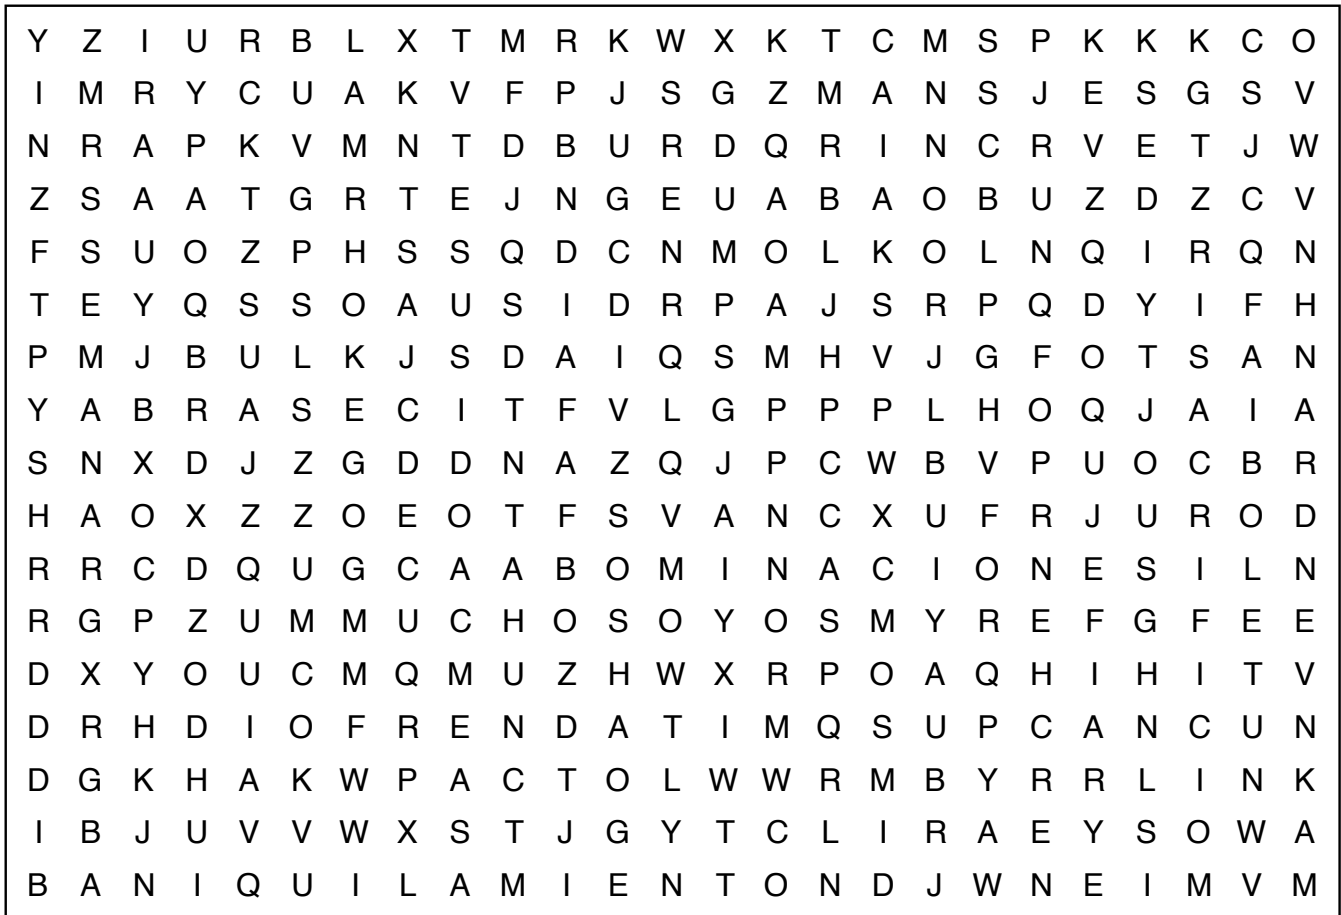 Y Z I U R B L X T M R K W X K T C M S P K K K C O
I M R Y C U A K V F P J S G Z M A N S J E S G S V
N R A P K V M N T D B U R D Q R I N C R V E T J W
Z S A A T G R T E J N G E U A B A O B U Z D Z C V
F S U O Z P H S S Q D C N M O L K O L N Q I R Q N
T E Y Q S S O A U S I D R P A J S R P Q D Y I F H
P M J B U L K J S D A I Q S M H V J G F O T S A N
Y A B R A S E C I T F V L G P P P L H O Q J A I A
S N X D J Z G D D N A Z Q J P C W B V P U O C B R
H A O X Z Z O E O T F S V A N C X U F R J U R O D
R R C D Q U G C A A B O M I N A C I O N E S I L N
R G P Z U M M U C H O S O Y O S M Y R E F G F E E
D X Y O U C M Q M U Z H W X R P O A Q H I H I T V
D R H D I O F R E N D A T I M Q S U P C A N C U N
D G K H A K W P A C T O L W W R M B Y R R L I N K
I B J U V V W X S T J G Y T C L I R A E Y S O W A
B A N I Q U I L A M I E N T O N D J W N E I M V M